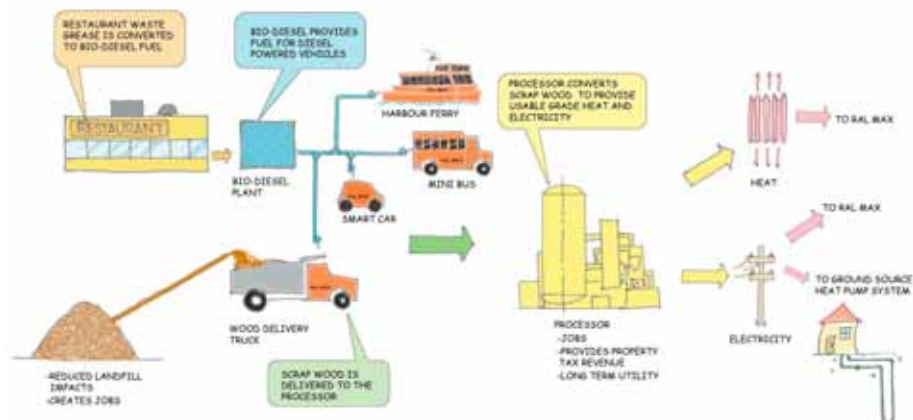 RESTAURANT WASTE
GREASE IS CONVERTED
TO BIO-DIESEL FUEL
BIO-DIESEL PROVIDES
FUEL FOR DIESEL
POWERED VEHICLES
RESTAURANT
BIO-DIESEL
PLANT
HARBOUR FERRY
MINI BUS
SMART CAR
WOOD DELIVERY
TRUCK
-REDUCED LANDFILL
IMPACTS
-CREATES JOBS
SCRAP WOOD IS
DELIVERED TO THE
PROCESSOR
PROCESSOR CONVERTS
SCRAP WOOD TO PROVIDE
USABLE GRADE HEAT AND
ELECTRICITY
PROCESSOR
-JOBS
-PROVIDES PROPERTY
TAX REVENUE
-LONG TERM UTILITY
HEAT
TO RAL MAX
TO RAL MAX
ELECTRICITY
TO GROUND SOURCE
HEAT PUMP SYSTEM